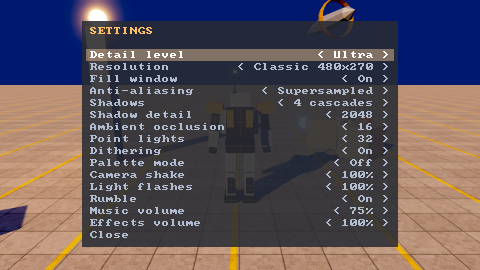 SETTINGS
Detail level < Ultra >
Resolution < Classic 480x270 >
Fill window < On >
Anti-aliasing < Supersampled >
Shadows < 4 cascades >
Shadow detail < 2048 >
Ambient occlusion < 16 >
Point lights < 32 >
Dithering < On >
Palette mode < Off >
Camera shake < 100% >
Light flashes < 100% >
Rumble < On >
Music volume < 75% >
Effects volume < 100% >
Close